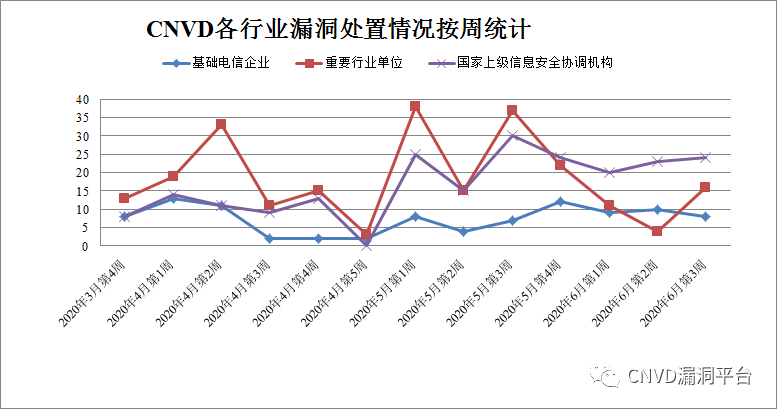 CNVD各行业漏洞处置情况按周统计
基础电信企业 重要行业单位 国家上级信息安全协调机构
40
35
30
25
20
15
10
5
0
2020年3月第4周
2020年4月第1周
2020年4月第2周
2020年4月第3周
2020年4月第4周
2020年4月第5周
2020年5月第1周
2020年5月第2周
2020年5月第3周
2020年5月第4周
2020年6月第1周
2020年6月第2周
2020年6月第3周
CNVD漏洞平台